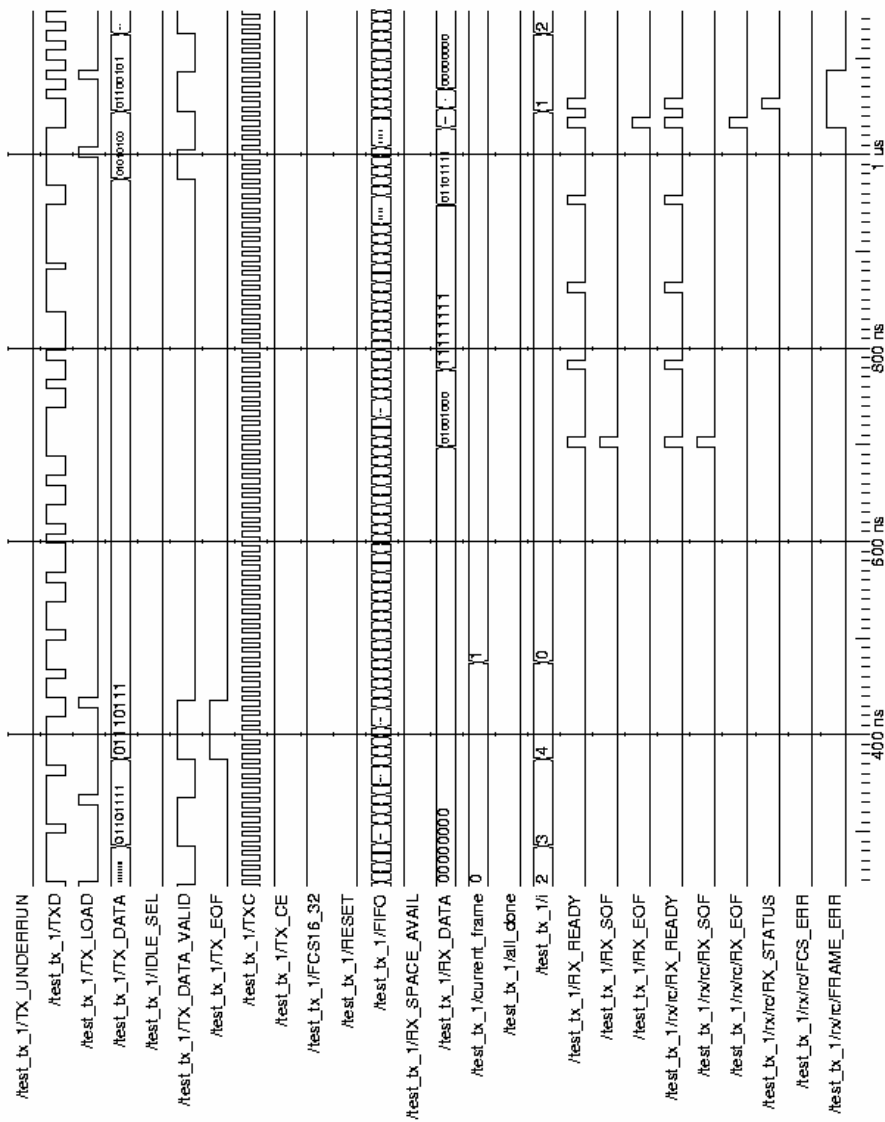 /test_tx_1/TX_UNDERRUN
/test_tx_1/TXD
/test_tx_1/TX_LOAD
/test_tx_1/TX_DATA 01101111 01110111 01010100 01100101
/test_tx_1/IDLE_SEL
/test_tx_1/TX_DATA_VALID
/test_tx_1/TX_EOF
/test_tx_1/TXC
/test_tx_1/TX_CE
/test_tx_1/FCS16_32
/test_tx_1/RESET
/test_tx_1/FIFO
/test_tx_1/RX_SPACE_AVAIL
/test_tx_1/RX_DATA 00000000 01001000 11111111 01101111 00000000
/test_tx_1/current_frame 0 1
/test_tx_1/all_done
/test_tx_1/i 2 3 4 0 1 2
/test_tx_1/RX_READY
/test_tx_1/RX_SOF
/test_tx_1/RX_EOF
/test_tx_1/rx/rc/RX_READY
/test_tx_1/rx/rc/RX_SOF
/test_tx_1/rx/rc/RX_EOF
/test_tx_1/rx/rc/RX_STATUS
/test_tx_1/rx/rc/FCS_ERR
/test_tx_1/rx/rc/FRAME_ERR
400 ns 600 ns 800 ns 1 us